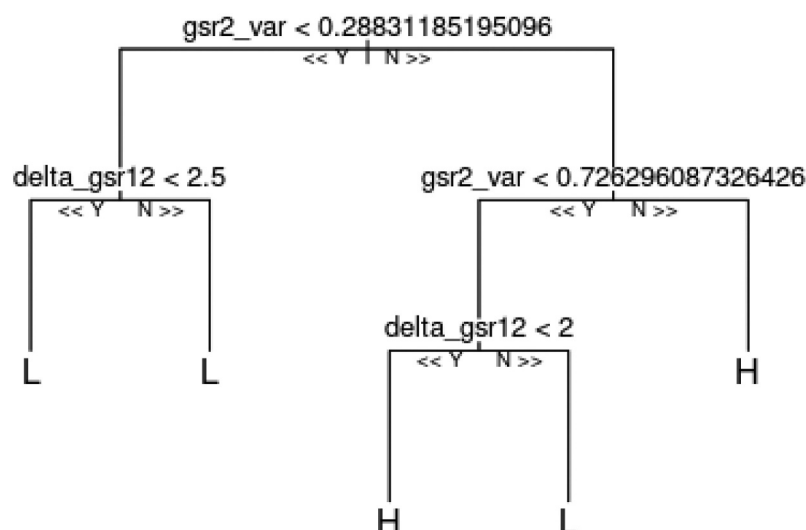 gsr2_var < 0.28831185195096
<< Y N >>
delta_gsr12 < 2.5
gsr2_var < 0.726296087326426
<< Y N >>
<< Y N >>
delta_gsr12 < 2
<< Y N >>
L
L
H
H
L